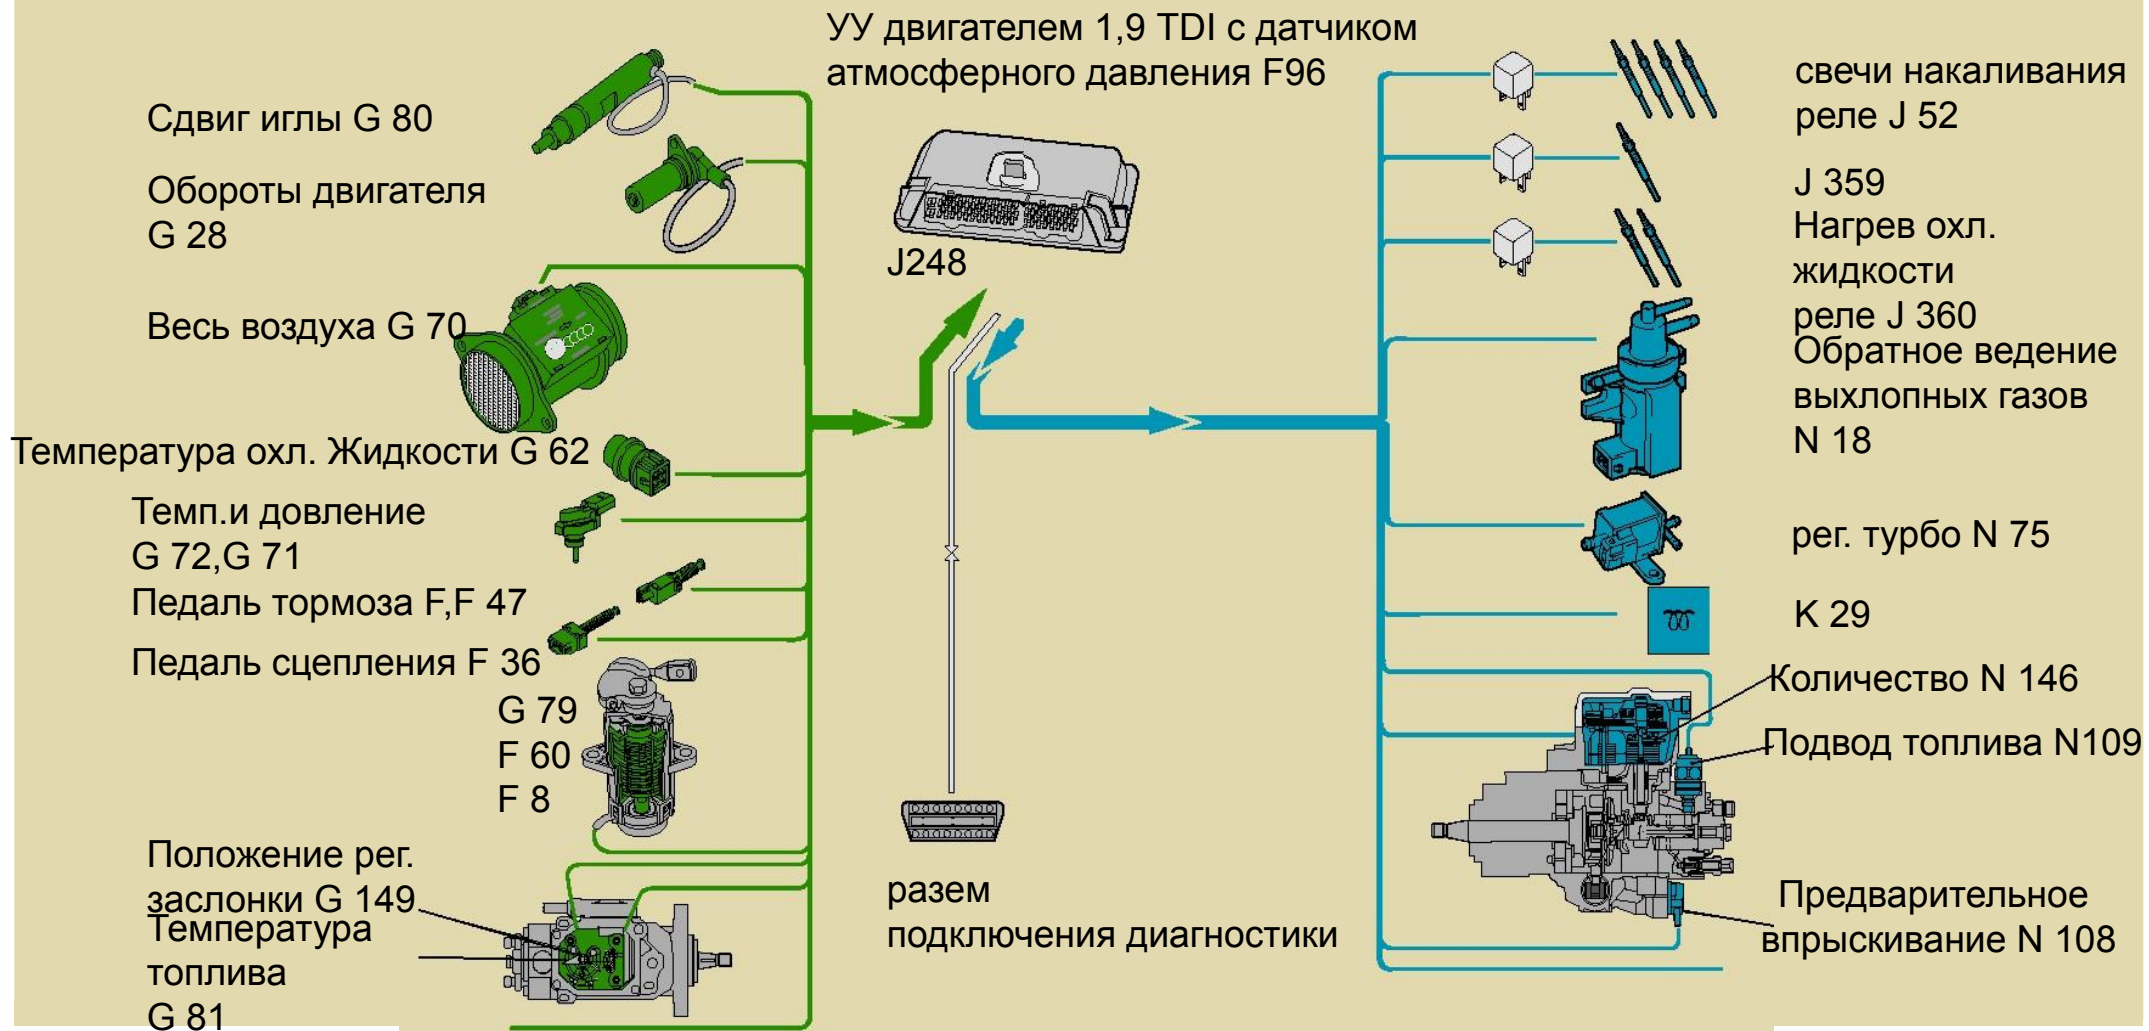 УУ двигателем 1,9 TDI с датчиком
атмосферного давления F96
J248
Сдвиг иглы G 80
Обороты двигателя
G 28
Весь воздуха G 70
Температура охл. Жидкости G 62
Темп.и довление
G 72,G 71
Педаль тормоза F,F 47
Педаль сцепления F 36
G 79
F 60
F 8
Положение рег.
заслонки G 149
Температура
топлива
G 81
разем
подключения диагностики
свечи накаливания
реле J 52
J 359
Нагрев охл.
жидкости
реле J 360
Обратное ведение
выхлопных газов
N 18
рег. турбо N 75
K 29
Количество N 146
Подвод топлива N109
Предварительное
впрыскивание N 108